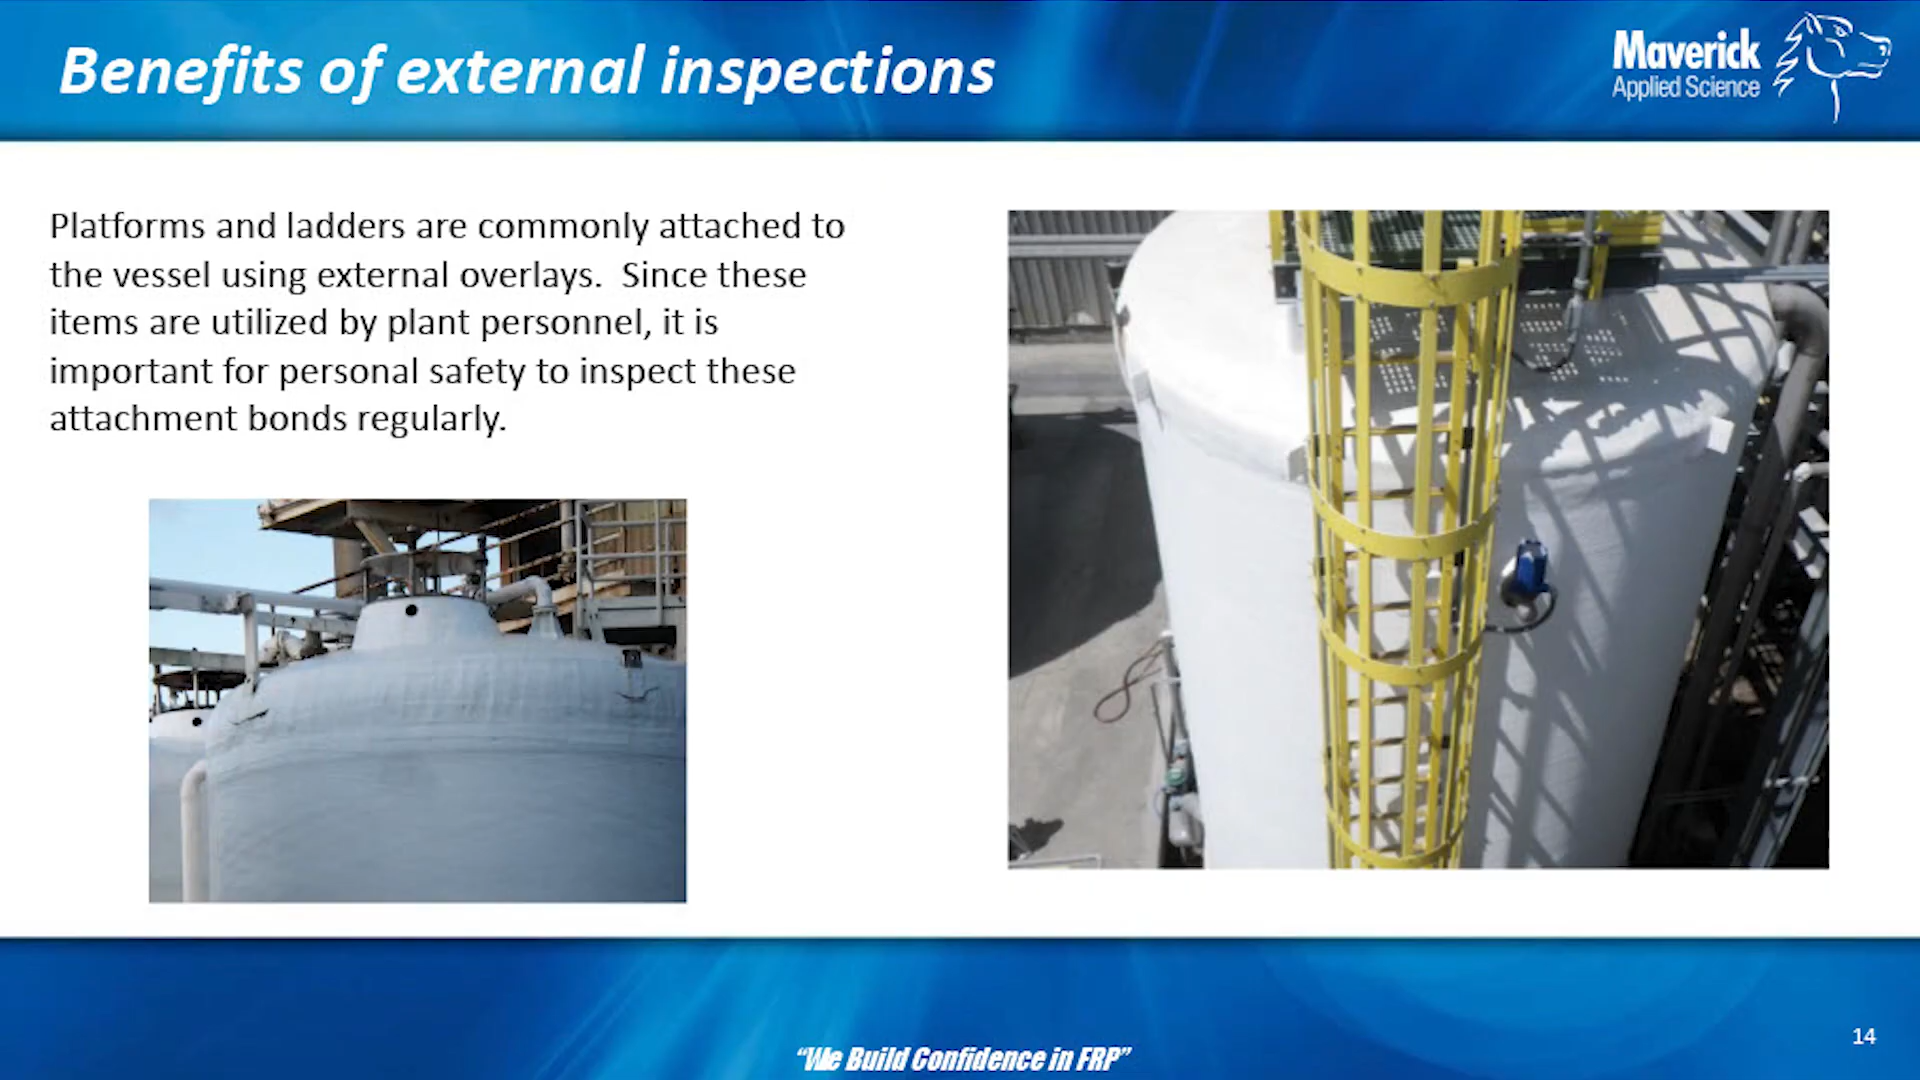 Benefits of external inspections
Maverick
Applied Science
Platforms and ladders are commonly attached to
the vessel using external overlays.  Since these
items are utilized by plant personnel, it is
important for personal safety to inspect these
attachment bonds regularly.
14
“We Build Confidence in FRP”